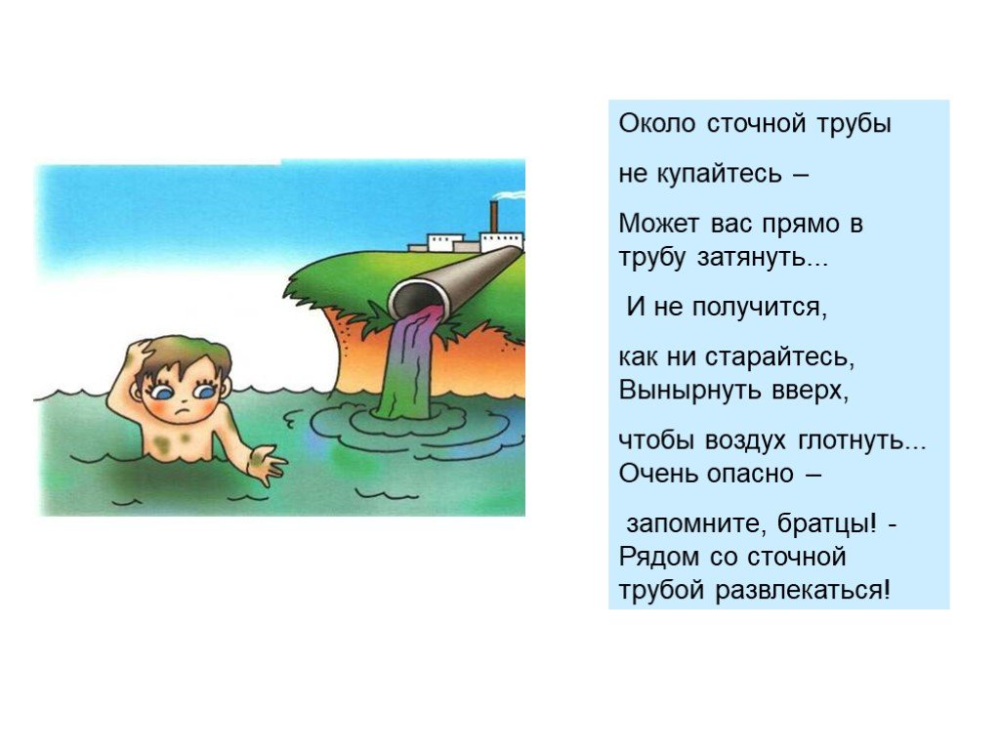 Около сточной трубы
не купайтесь –
Может вас прямо в
трубу затянуть...
И не получится,
как ни старайтесь,
Вынырнуть вверх,
чтобы воздух глотнуть...
Очень опасно –
запомните, братцы! -
Рядом со сточной
трубой развлекаться!